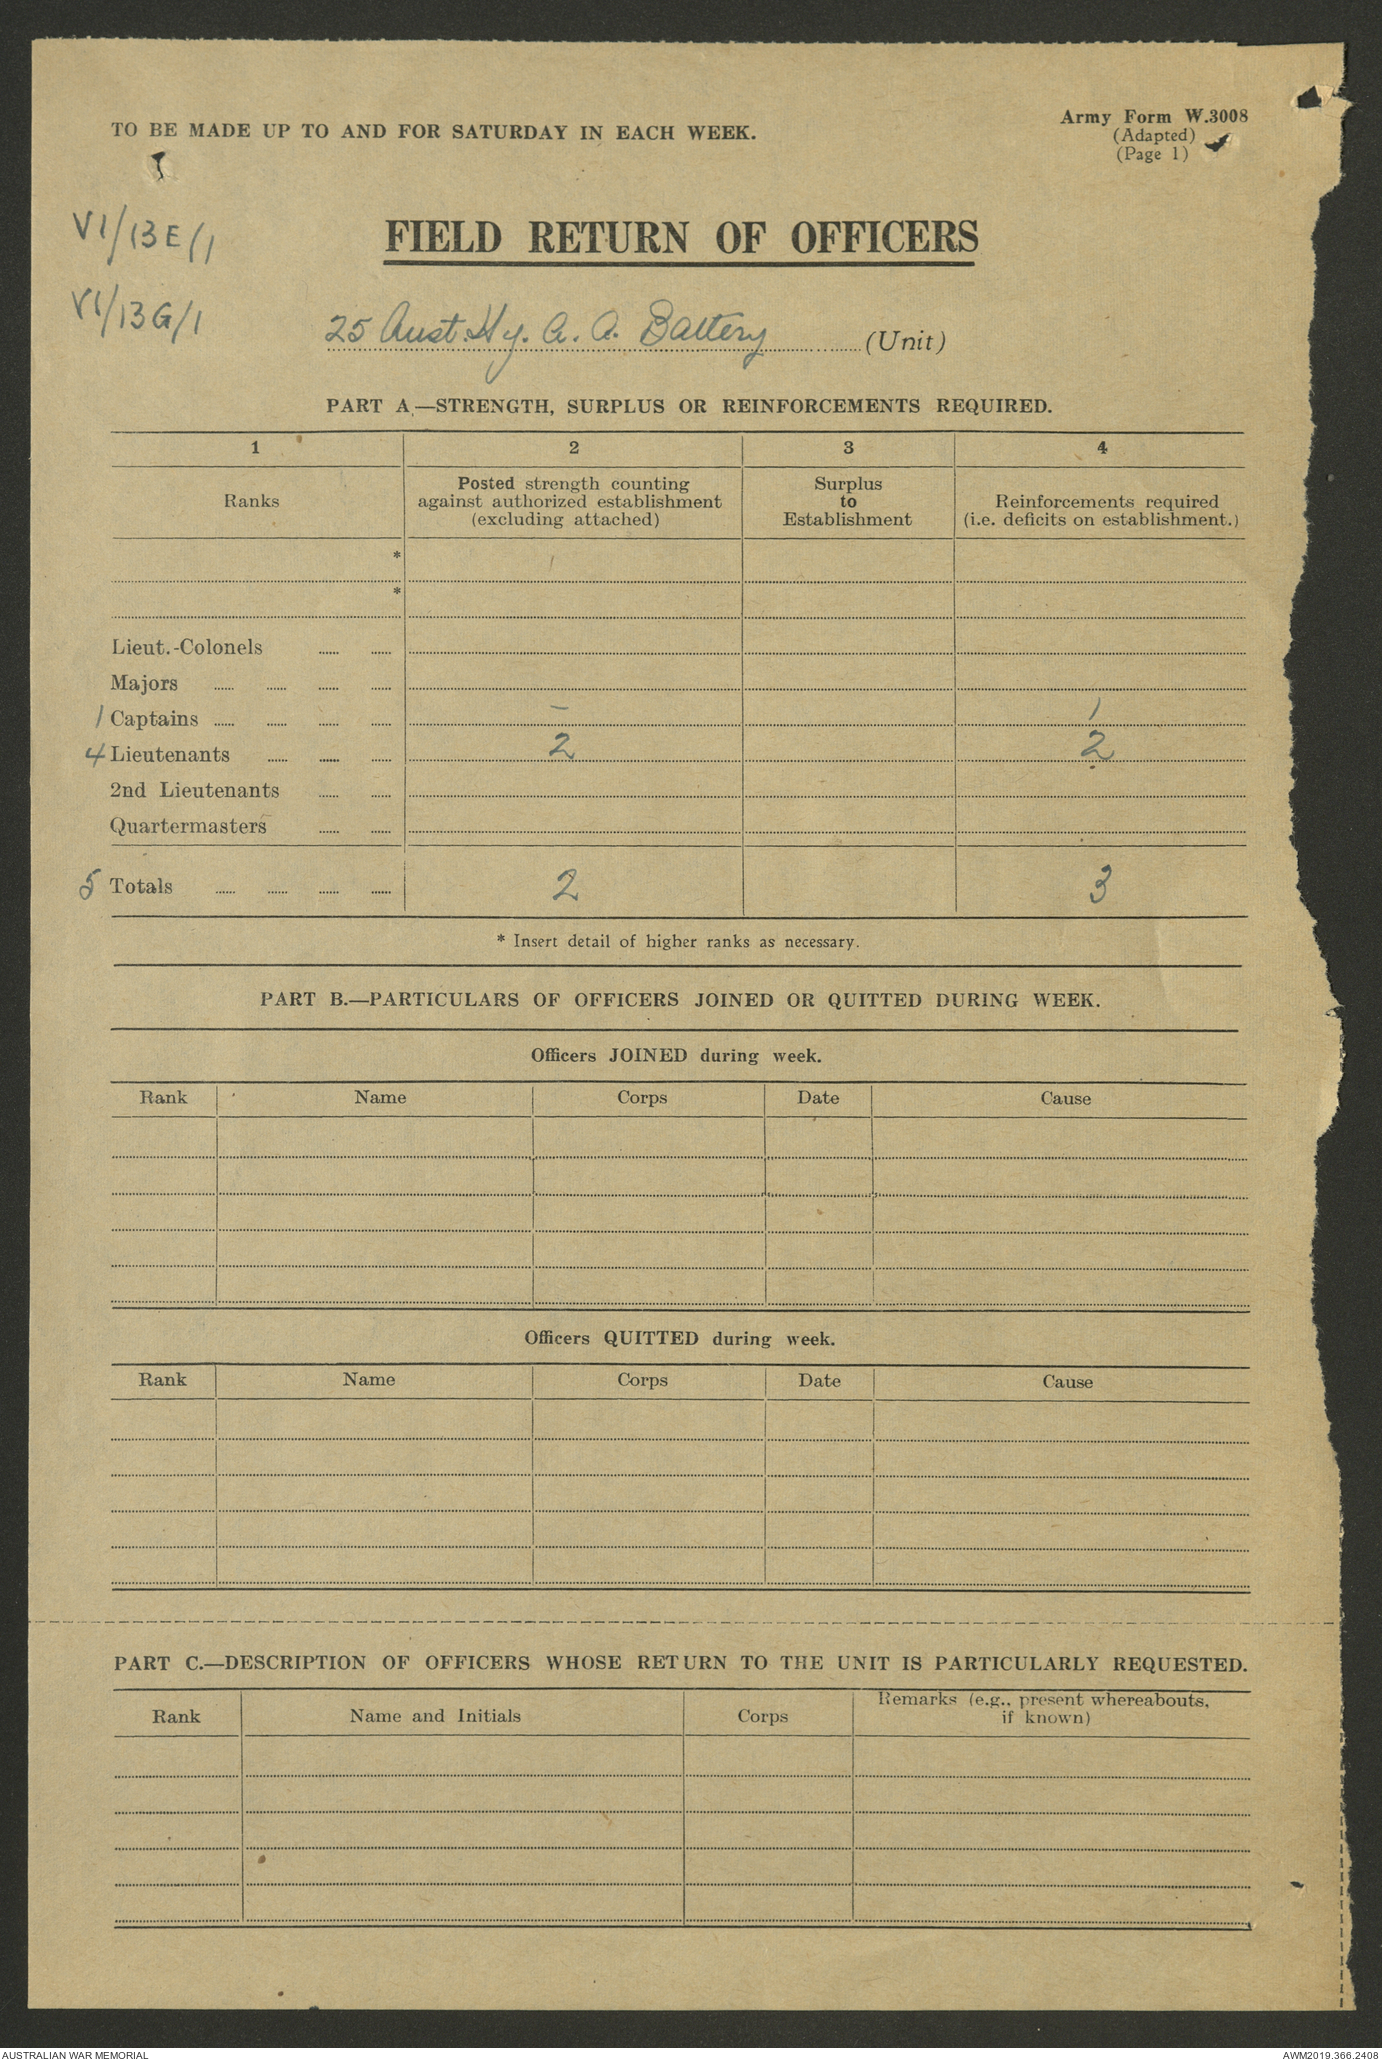 TO BE MADE UP TO AND FOR SATURDAY IN EACH WEEK.
Army Form W.3008
(Adapted)
(Page 1)
VI/13E/1
VI/13G/1
FIELD RETURN OF OFFICERS
25 Aust. Hy. A. A. Battery (Unit)
PART A.—STRENGTH, SURPLUS OR REINFORCEMENTS REQUIRED.
1 2 3 4
Ranks
Posted strength counting against authorized establishment (excluding attached)
Surplus to Establishment
Reinforcements required (i.e. deficits on establishment.)
*
*
Lieut.-Colonels
Majors
1 Captains – 1
4 Lieutenants 2 2
2nd Lieutenants
Quartermasters
5 Totals 2 3
* Insert detail of higher ranks as necessary.
PART B.—PARTICULARS OF OFFICERS JOINED OR QUITTED DURING WEEK.
Officers JOINED during week.
Rank Name Corps Date Cause
Officers QUITTED during week.
Rank Name Corps Date Cause
PART C.—DESCRIPTION OF OFFICERS WHOSE RETURN TO THE UNIT IS PARTICULARLY REQUESTED.
Rank Name and Initials Corps Remarks (e.g., present whereabouts, if known)
AUSTRALIAN WAR MEMORIAL
AWM2019.366.2408